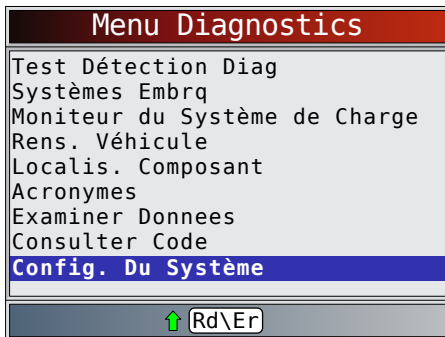 Menu Diagnostics
Test Détection Diag
Systèmes Embrq
Moniteur du Système de Charge
Rens. Véhicule
Localis. Composant
Acronymes
Examiner Donnees
Consulter Code
Config. Du Système
Rd\Er